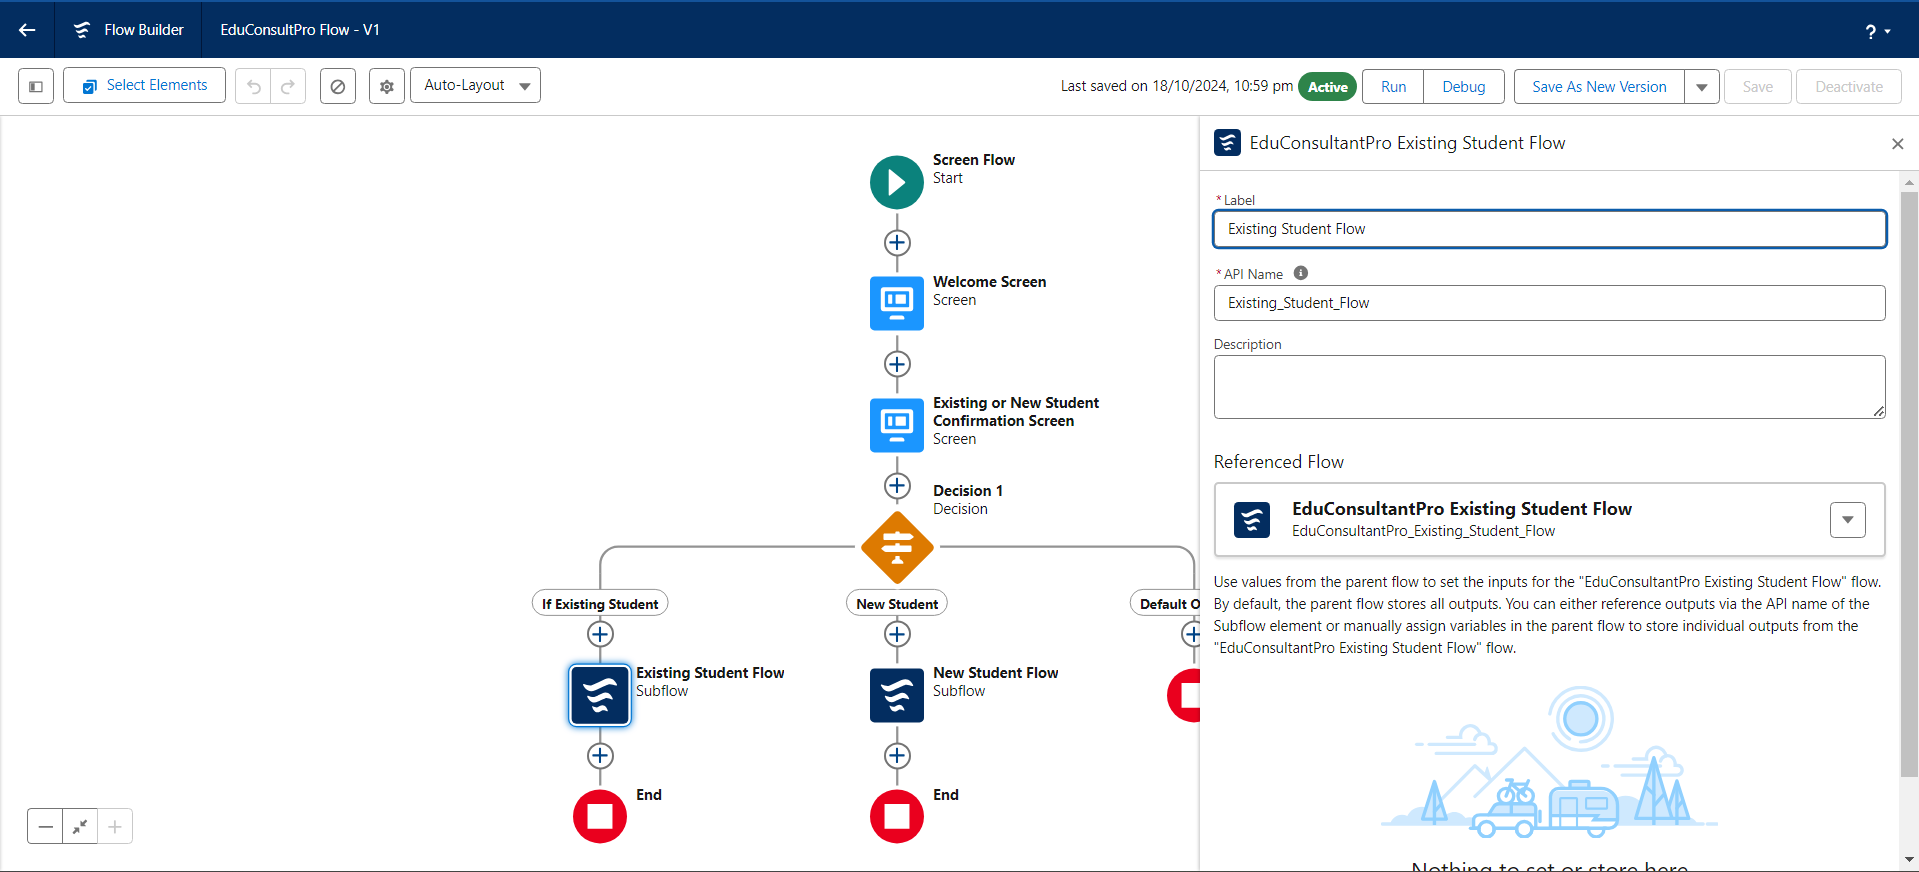 Flow Builder
EduConsultPro Flow - V1
?
Select Elements
Auto-Layout
Last saved on 18/10/2024, 10:59 pm
Active
Run
Debug
Save As New Version
Save
Deactivate
Screen Flow
Start
Welcome Screen
Screen
Existing or New Student
Confirmation Screen
Screen
Decision 1
Decision
If Existing Student
New Student
Default O
Existing Student Flow
Subflow
New Student Flow
Subflow
End
End
EduConsultantPro Existing Student Flow
* Label
Existing Student Flow
* API Name
Existing_Student_Flow
Description
Referenced Flow
EduConsultantPro Existing Student Flow
EduConsultantPro_Existing_Student_Flow
Use values from the parent flow to set the inputs for the "EduConsultantPro Existing Student Flow" flow.
By default, the parent flow stores all outputs. You can either reference outputs via the API name of the
Subflow element or manually assign variables in the parent flow to store individual outputs from the
"EduConsultantPro Existing Student Flow" flow.
Nothing to set or store here